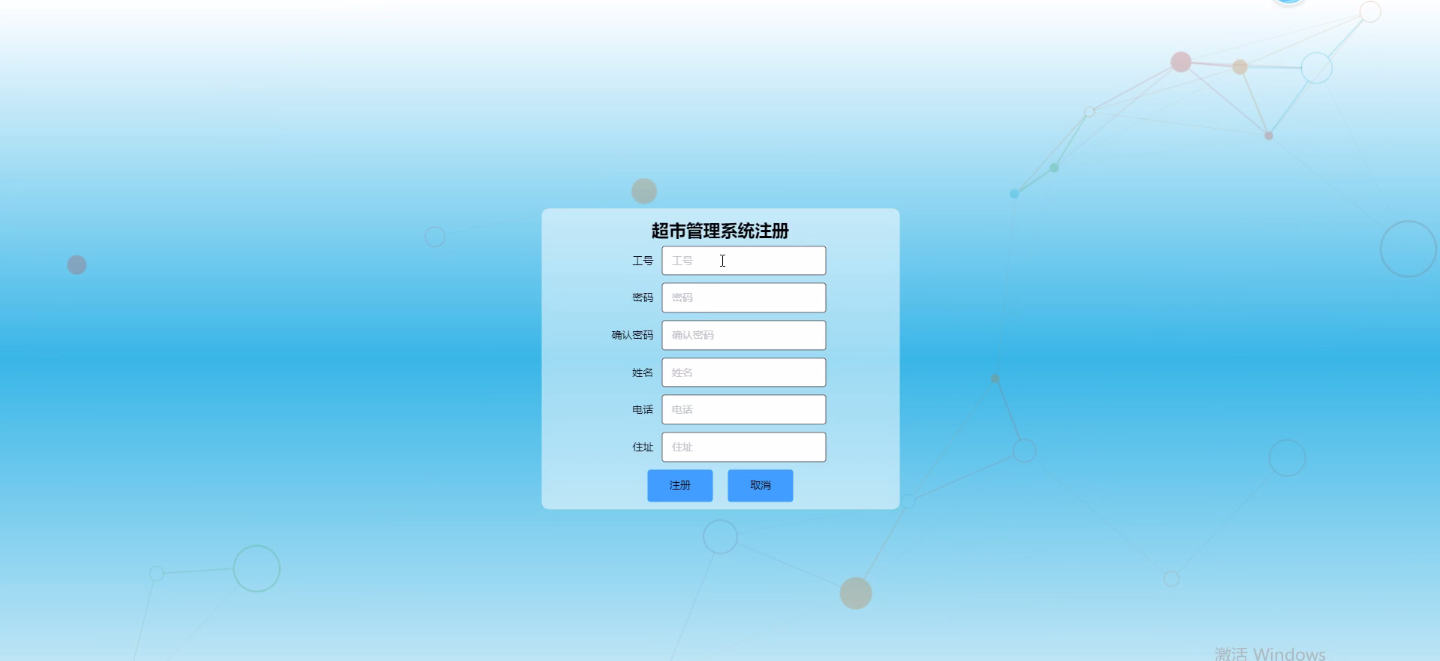 超市管理系统注册
工号 工号
密码 密码
确认密码 确认密码
姓名 姓名
电话 电话
住址 住址
注册 取消
激活 Windows